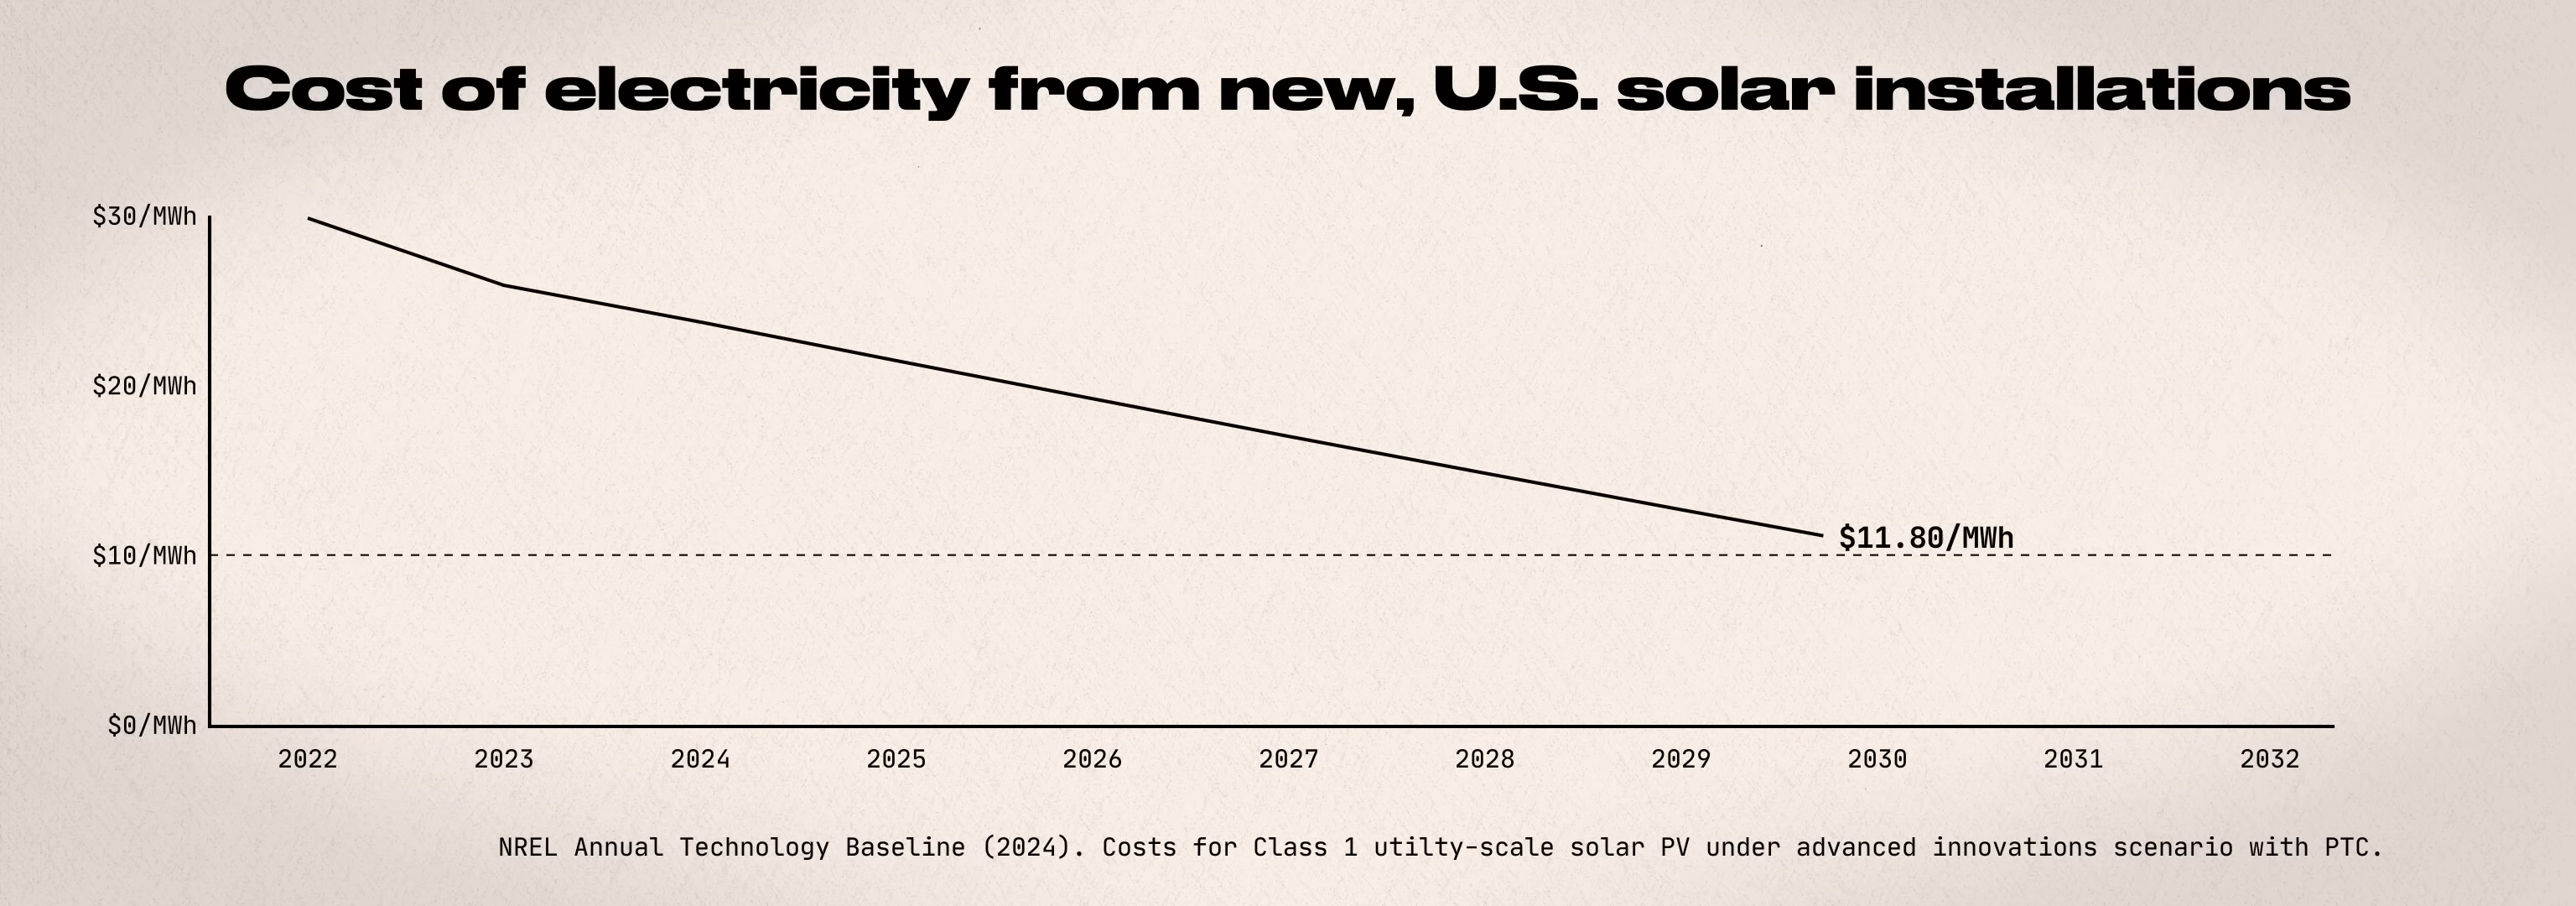 Cost of electricity from new, U.S. solar installations
$30/MWh
$20/MWh
$10/MWh
$0/MWh
$11.80/MWh
2022 2023 2024 2025 2026 2027 2028 2029 2030 2031 2032
NREL Annual Technology Baseline (2024). Costs for Class 1 utilty-scale solar PV under advanced innovations scenario with PTC.